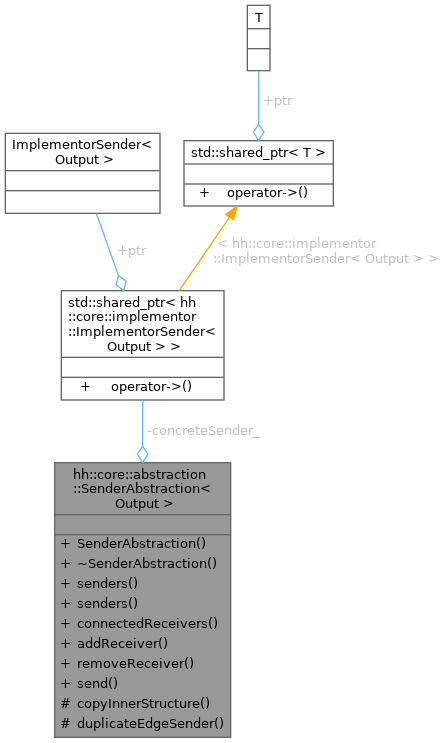 T
+ptr
ImplementorSender<
Output >
std::shared_ptr< T >
+ operator->()
+ptr
< hh::core::implementor
::ImplementorSender< Output > >
std::shared_ptr< hh
::core::implementor
::ImplementorSender<
Output > >
+ operator->()
-concreteSender_
hh::core::abstraction
::SenderAbstraction<
Output >
+ SenderAbstraction()
+ ~SenderAbstraction()
+ senders()
+ senders()
+ connectedReceivers()
+ addReceiver()
+ removeReceiver()
+ send()
# copyInnerStructure()
# duplicateEdgeSender()